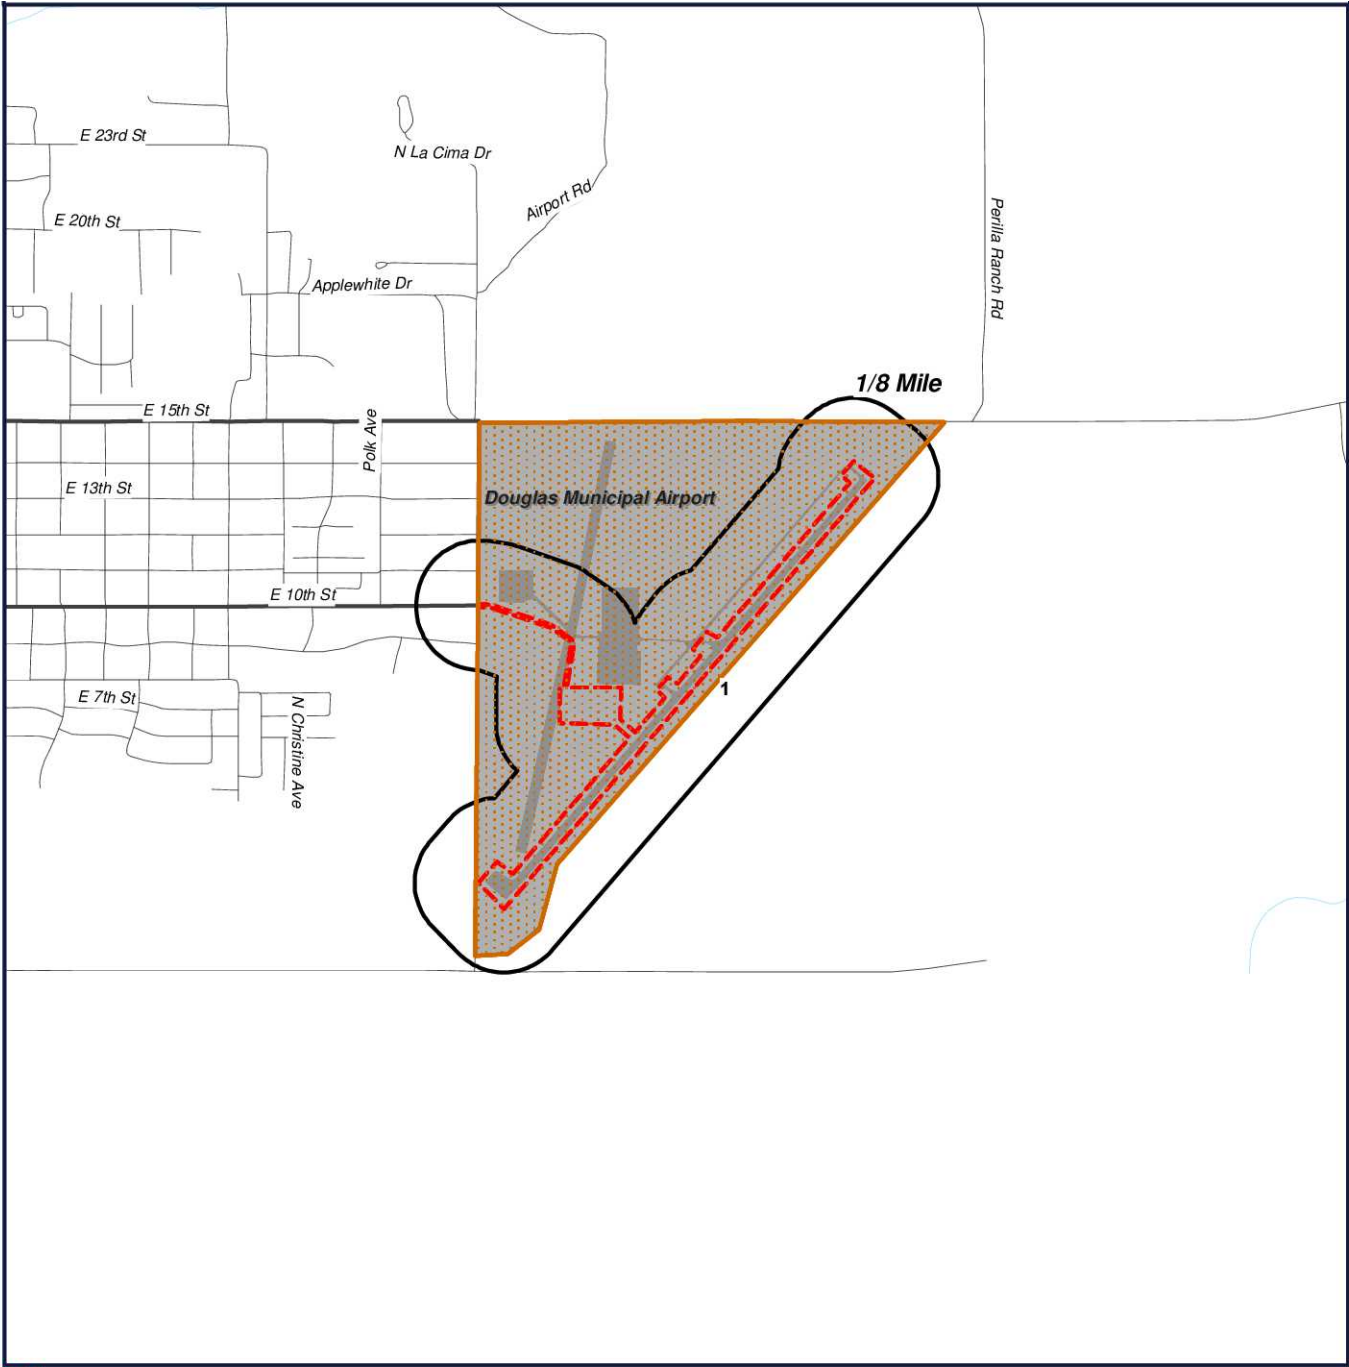 E 23rd St
N La Cima Dr
Airport Rd
E 20th St
Perilla Ranch Rd
Applewhite Dr
1/8 Mile
E 15th St
Polk Ave
E 13th St
Douglas Municipal Airport
E 10th St
1
E 7th St
N Christine Ave